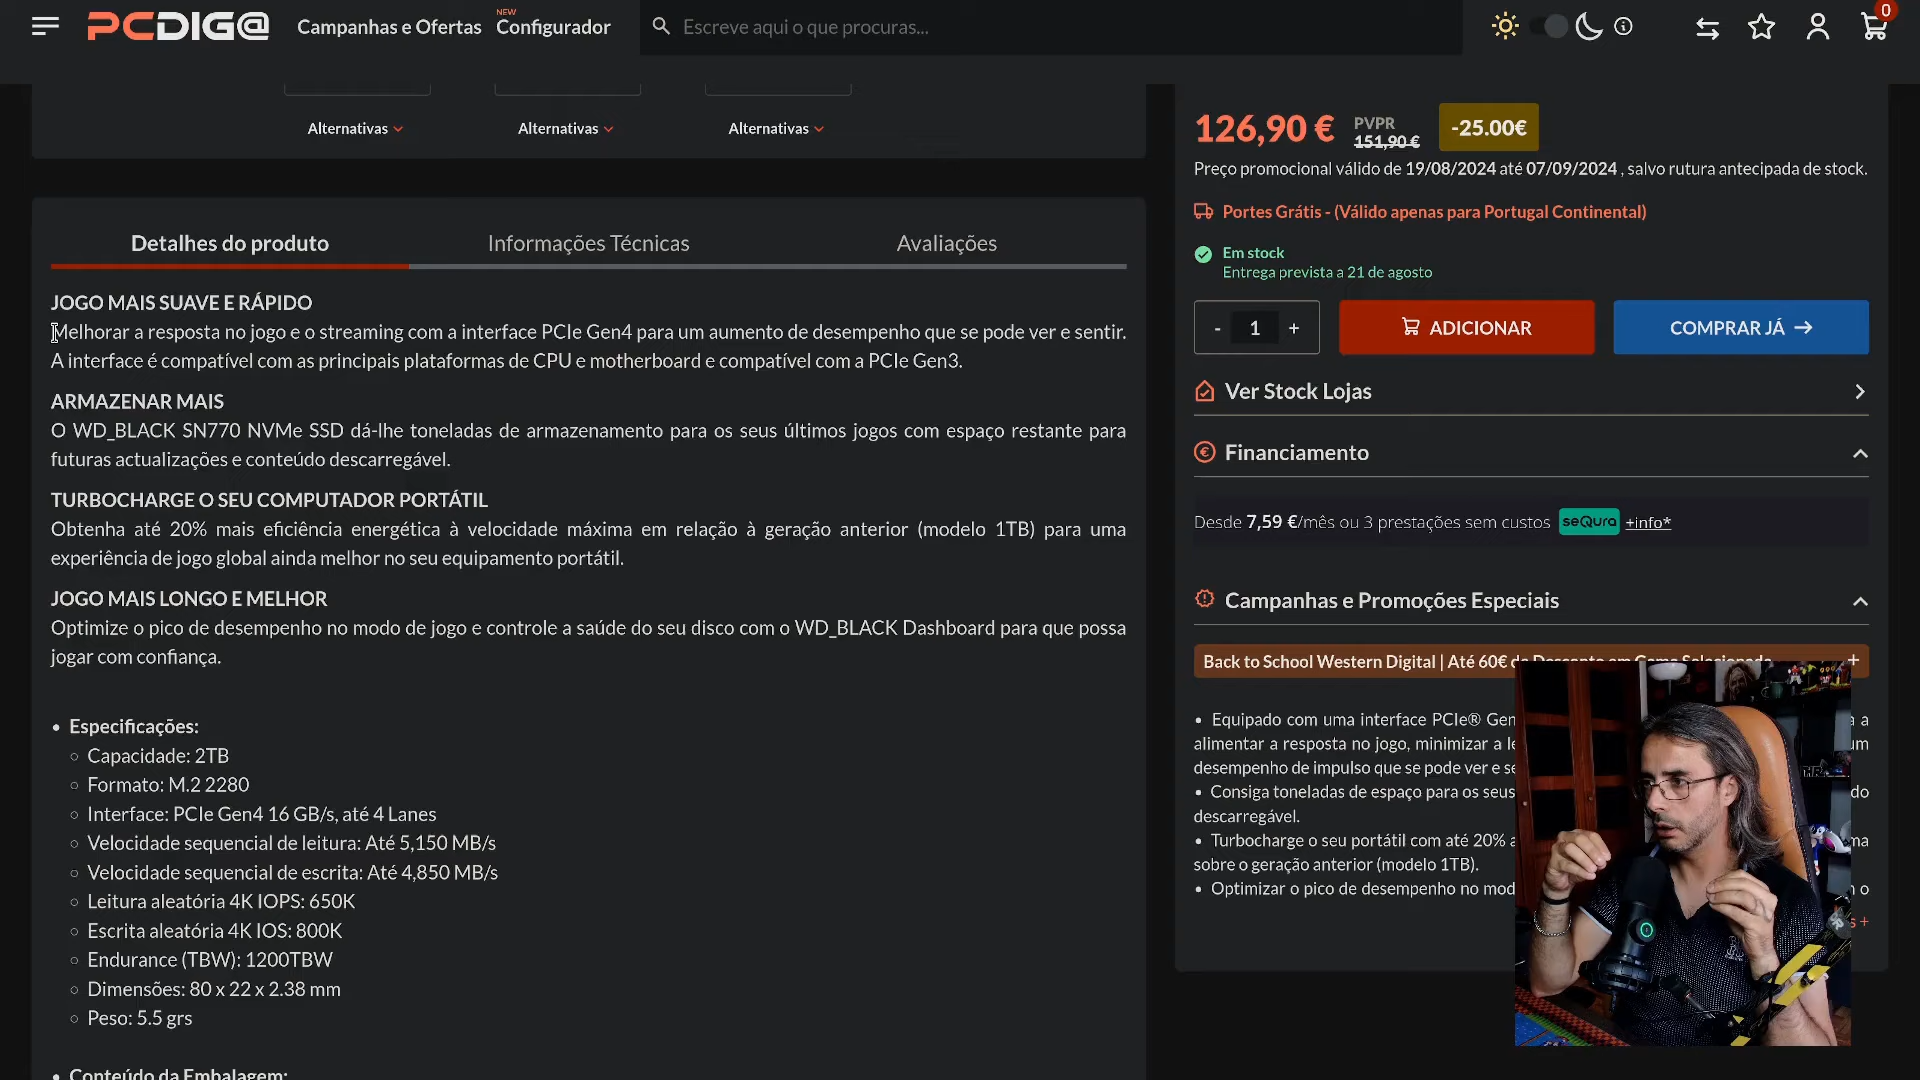 PCDIG@
Campanhas e Ofertas
NEW
Configurador
Escreve aqui o que procuras...
0
Alternativas
Alternativas
Alternativas
Detalhes do produto
Informações Técnicas
Avaliações
JOGO MAIS SUAVE E RÁPIDO
Melhorar a resposta no jogo e o streaming com a interface PCIe Gen4 para um aumento de desempenho que se pode ver e sentir.
A interface é compatível com as principais plataformas de CPU e motherboard e compatível com a PCIe Gen3.
ARMAZENAR MAIS
O WD_BLACK SN770 NVMe SSD dá-lhe toneladas de armazenamento para os seus últimos jogos com espaço restante para
futuras actualizações e conteúdo descarregável.
TURBOCHARGE O SEU COMPUTADOR PORTÁTIL
Obtenha até 20% mais eficiência energética à velocidade máxima em relação à geração anterior (modelo 1TB) para uma
experiência de jogo global ainda melhor no seu equipamento portátil.
JOGO MAIS LONGO E MELHOR
Optimize o pico de desempenho no modo de jogo e controle a saúde do seu disco com o WD_BLACK Dashboard para que possa
jogar com confiança.
• Especificações:
○ Capacidade: 2TB
○ Formato: M.2 2280
○ Interface: PCIe Gen4 16 GB/s, até 4 Lanes
○ Velocidade sequencial de leitura: Até 5,150 MB/s
○ Velocidade sequencial de escrita: Até 4,850 MB/s
○ Leitura aleatória 4K IOPS: 650K
○ Escrita aleatória 4K IOS: 800K
○ Endurance (TBW): 1200TBW
○ Dimensões: 80 x 22 x 2.38 mm
○ Peso: 5.5 grs
• Conteúdo da Embalagem:
126,90 €
PVPR
151,90 €
-25.00€
Preço promocional válido de 19/08/2024 até 07/09/2024 , salvo rutura antecipada de stock.
Portes Grátis - (Válido apenas para Portugal Continental)
Em stock
Entrega prevista a 21 de agosto
- 1 +
ADICIONAR
COMPRAR JÁ →
Ver Stock Lojas
Financiamento
Desde 7,59 €/mês ou 3 prestações sem custos seQura +info*
Campanhas e Promoções Especiais
Back to School Western Digital | Até 60€ de Desconto em Gama Selecionada +
• Equipado com uma interface PCIe® Gen a a
alimentar a resposta no jogo, minimizar a um
desempenho de impulso que se pode ver e
• Consiga toneladas de espaço para os seus do
descarregável.
• Turbocharge o seu portátil com até 20%
sobre o geração anterior (modelo 1TB).
• Optimizar o pico de desempenho no o
+